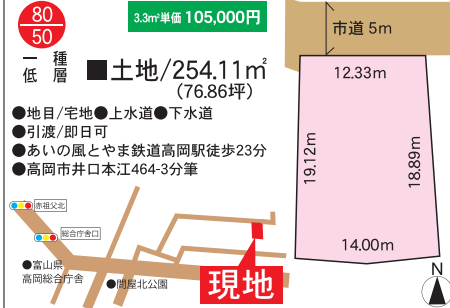 80
50
一種
低層
3.3㎡単価 105,000円
■土地/254.11㎡
(76.86坪)
●地目/宅地●上水道●下水道
●引渡/即日可
●あいの風とやま鉄道高岡駅徒歩23分
●高岡市井口本江464-3分筆
赤祖父北
総合庁舎口
●富山県
高岡総合庁舎
●問屋北公園
現地
市道 5m
12.33m
19.12m
18.89m
14.00m
N